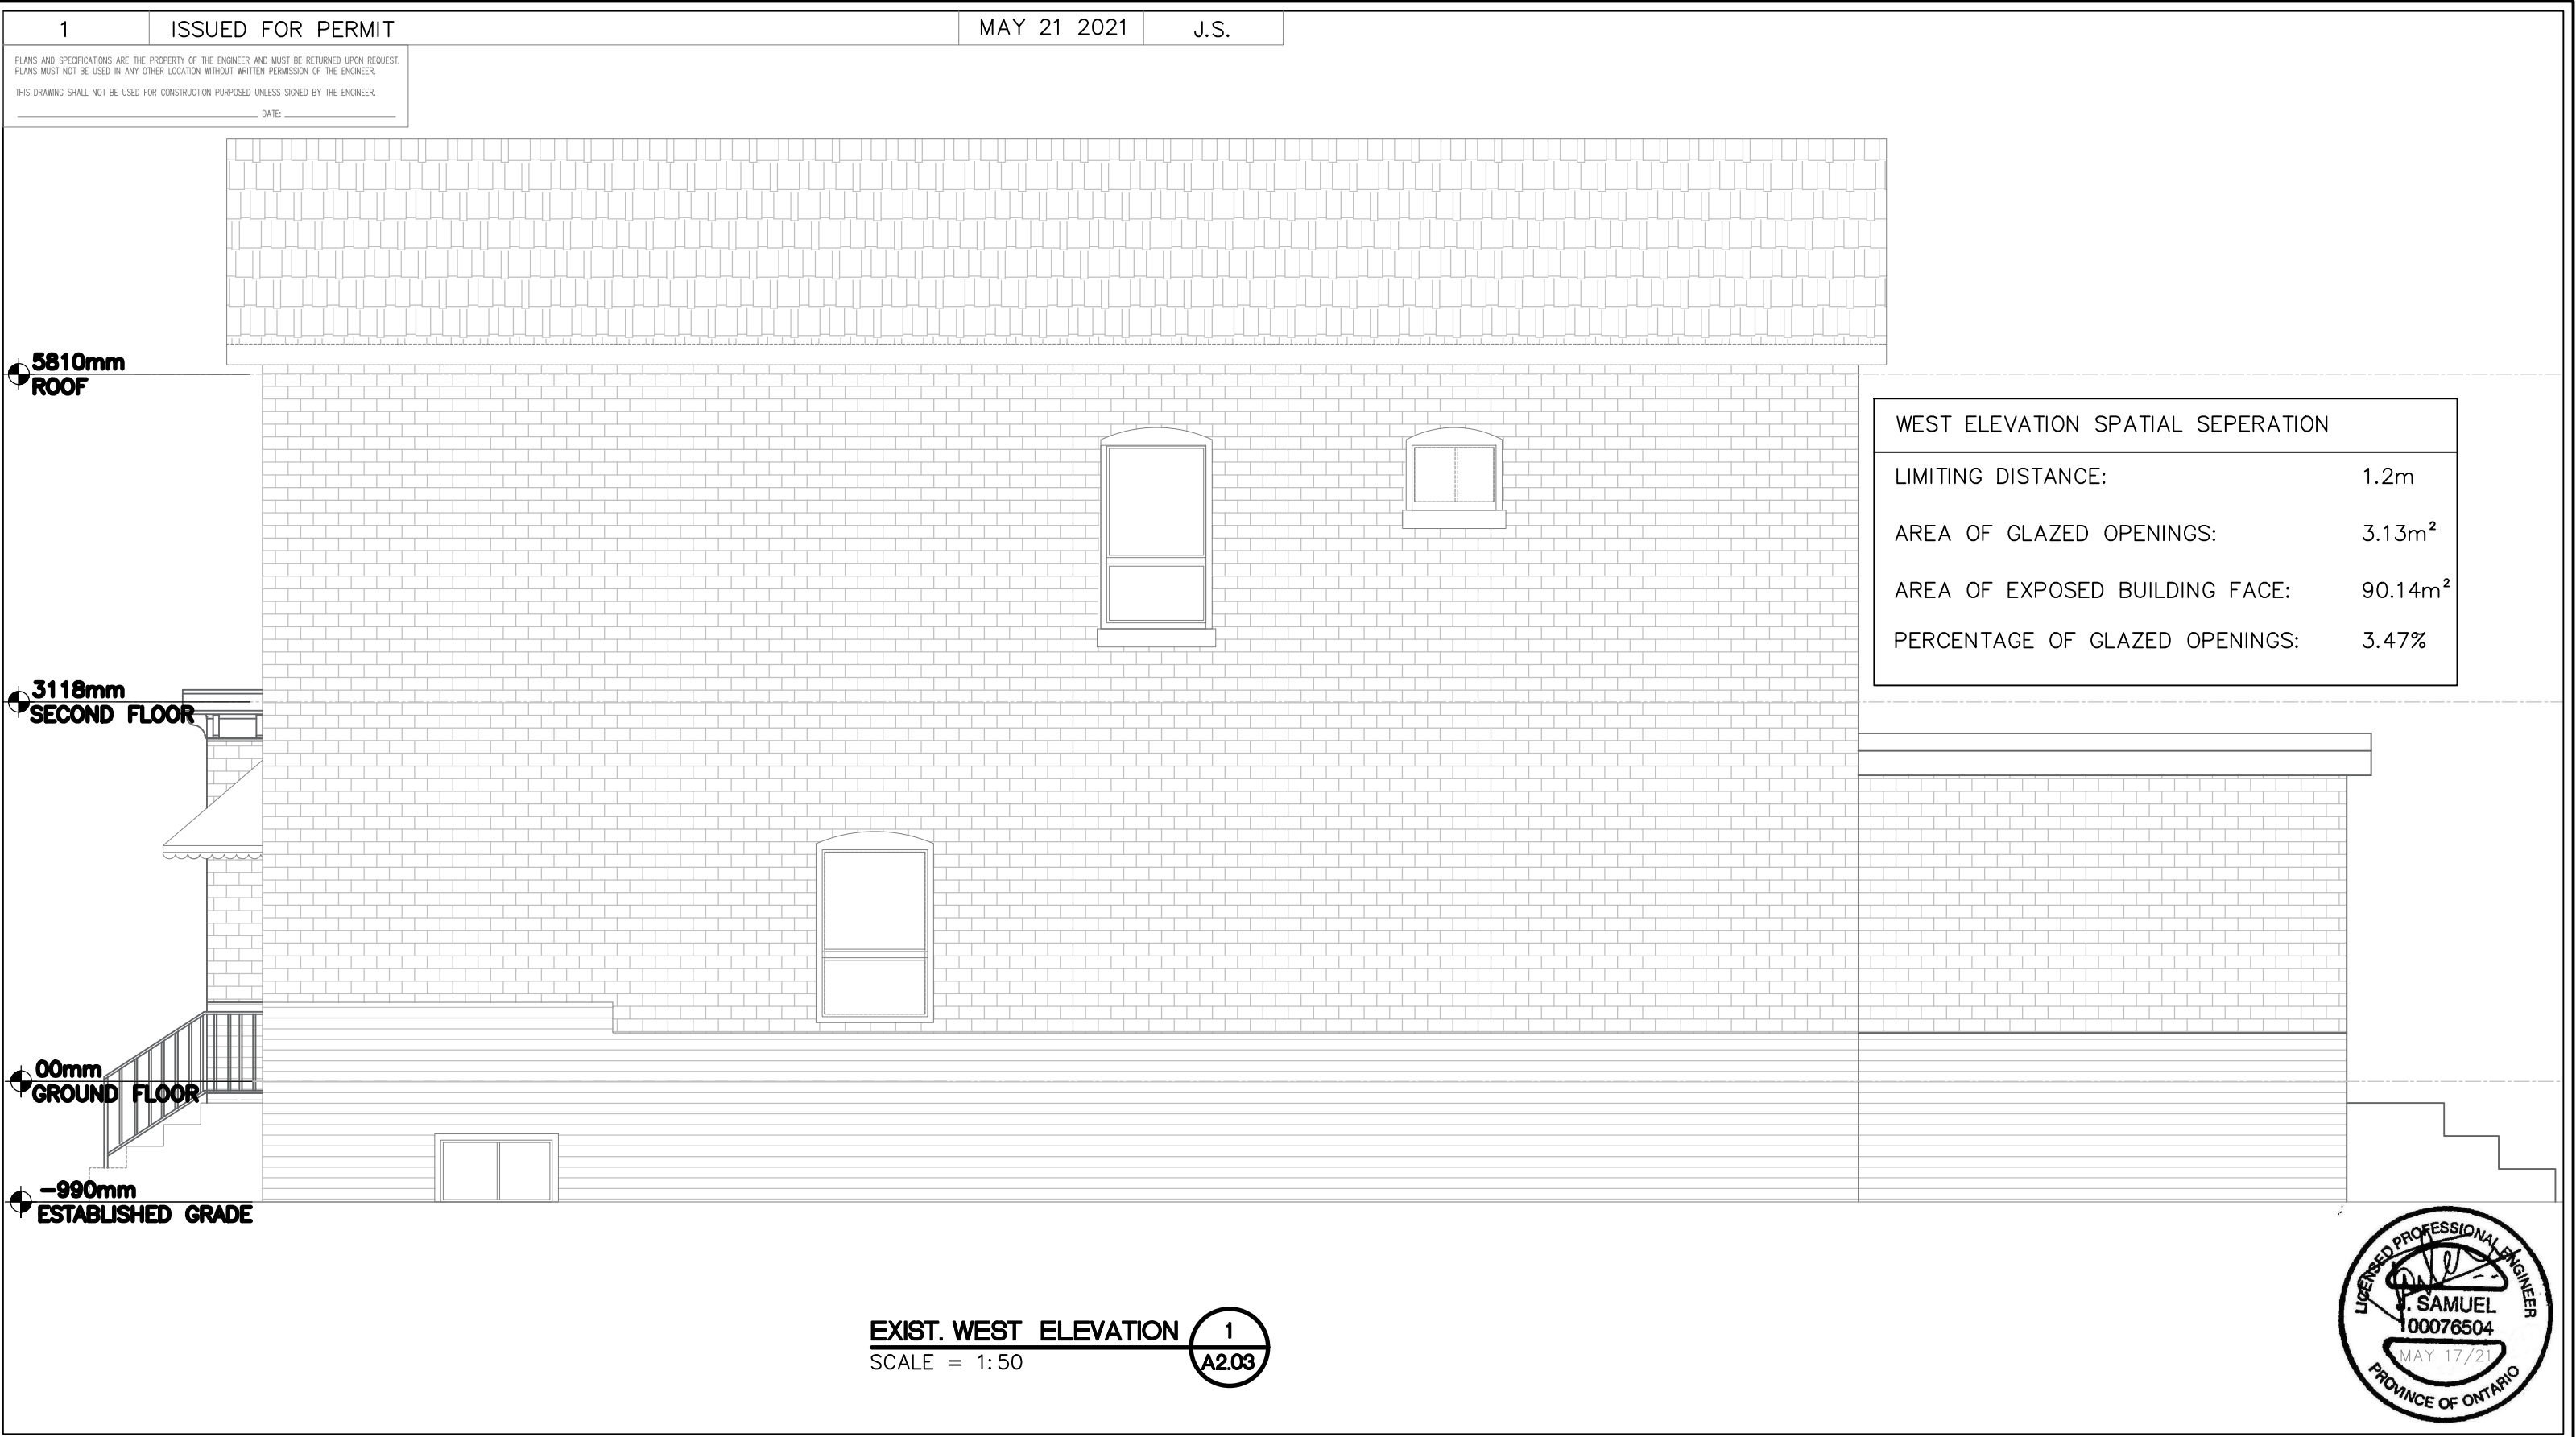 1 ISSUED FOR PERMIT MAY 21 2021 J.S.
PLANS AND SPECIFICATIONS ARE THE PROPERTY OF THE ENGINEER AND MUST BE RETURNED UPON REQUEST.
PLANS MUST NOT BE USED IN ANY OTHER LOCATION WITHOUT WRITTEN PERMISSION OF THE ENGINEER.
THIS DRAWING SHALL NOT BE USED FOR CONSTRUCTION PURPOSED UNLESS SIGNED BY THE ENGINEER.
DATE:
5810mm
ROOF
WEST ELEVATION SPATIAL SEPERATION
LIMITING DISTANCE: 1.2m
AREA OF GLAZED OPENINGS: 3.13m²
AREA OF EXPOSED BUILDING FACE: 90.14m²
PERCENTAGE OF GLAZED OPENINGS: 3.47%
3118mm
SECOND FLOOR
00mm
GROUND FLOOR
-990mm
ESTABLISHED GRADE
EXIST. WEST ELEVATION 1
SCALE = 1:50 A2.03
LICENSED PROFESSIONAL ENGINEER
J. SAMUEL
100076504
MAY 17/21
PROVINCE OF ONTARIO